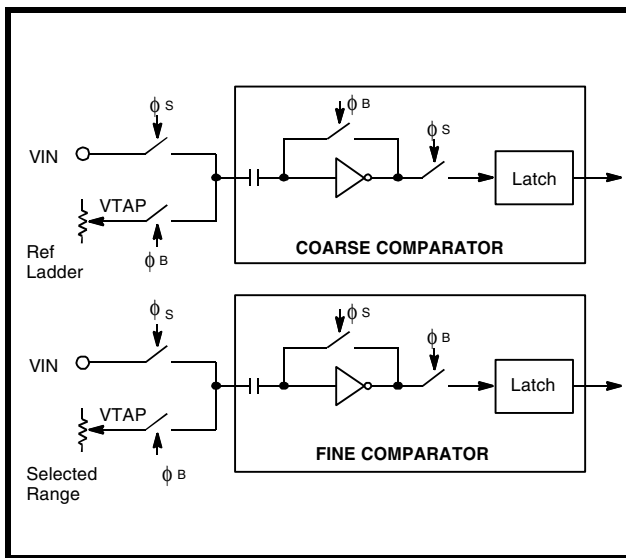 ϕ S
ϕ B
ϕ S
VIN
VTAP
Latch
Ref
Ladder
ϕ B
COARSE COMPARATOR
ϕ S
ϕ S
ϕ B
VIN
VTAP
Latch
Selected
Range
ϕ B
FINE COMPARATOR